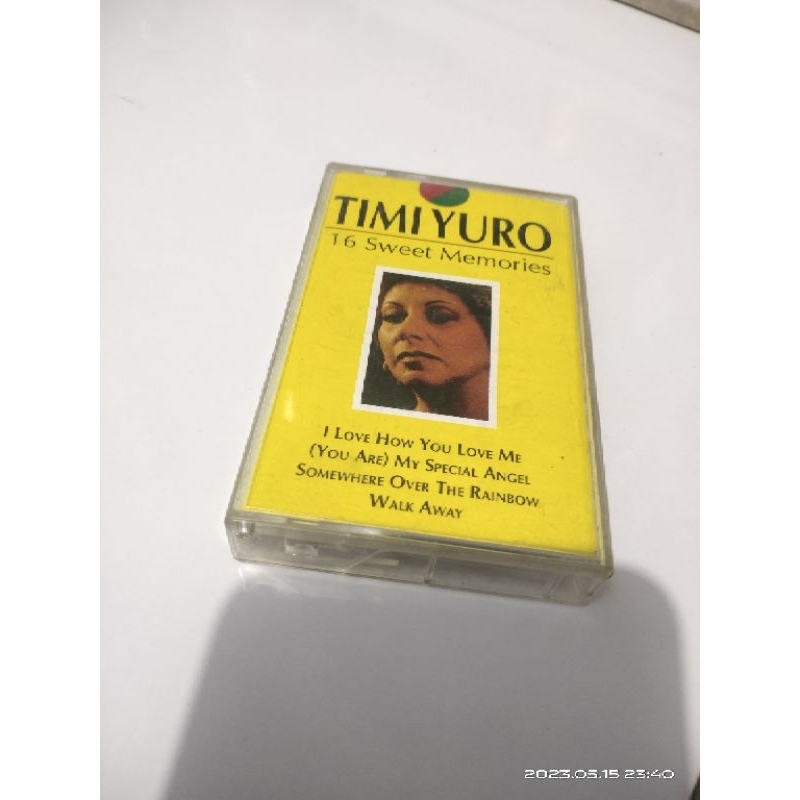 TIMI YURO
16 Sweet Memories
I LOVE HOW YOU LOVE ME
(YOU ARE) MY SPECIAL ANGEL
SOMEWHERE OVER THE RAINBOW
WALK AWAY
2023.05.15 23:40